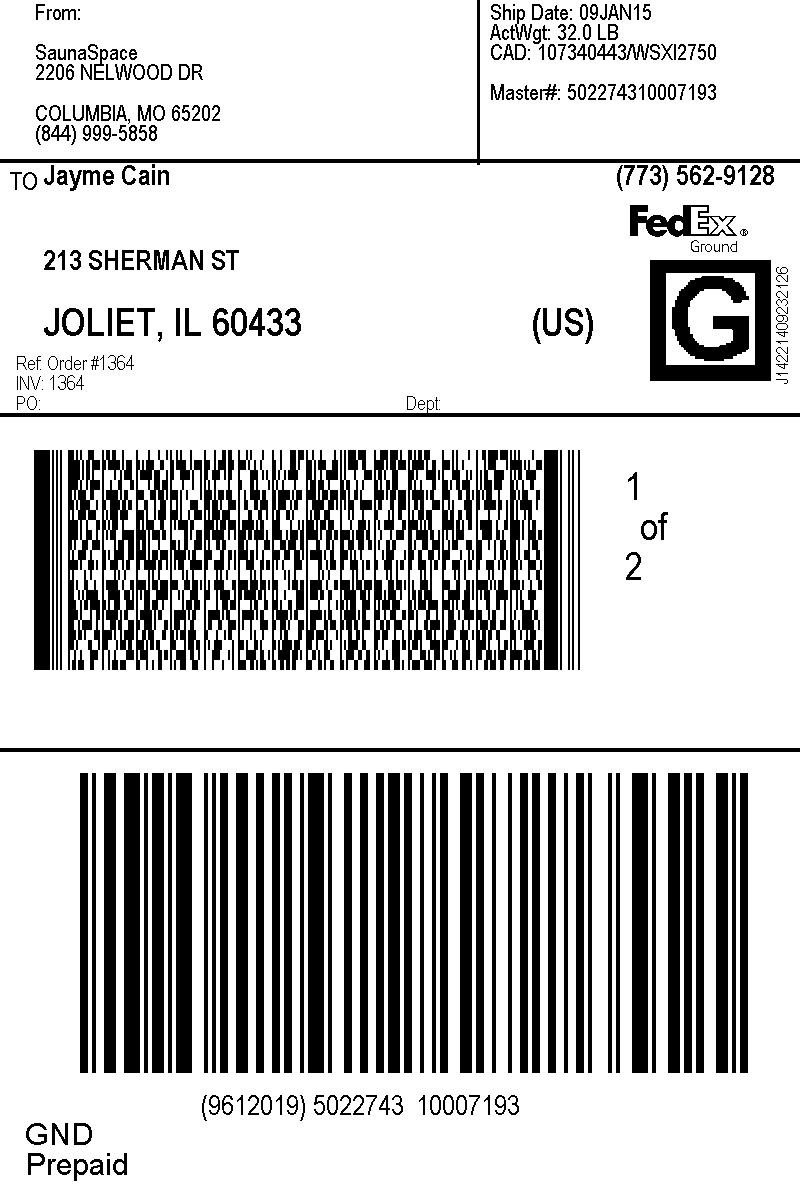 From:
SaunaSpace
2206 NELWOOD DR
COLUMBIA, MO 65202
(844) 999-5858
Ship Date: 09JAN15
ActWgt: 32.0 LB
CAD: 107340443/WSXI2750
Master#: 502274310007193
TO Jayme Cain
(773) 562-9128
213 SHERMAN ST
JOLIET, IL 60433
(US)
FedEx®
Ground
G
J14221409232126
Ref: Order #1364
INV: 1364
PO:
Dept:
1
of
2
(9612019) 5022743 10007193
GND
Prepaid